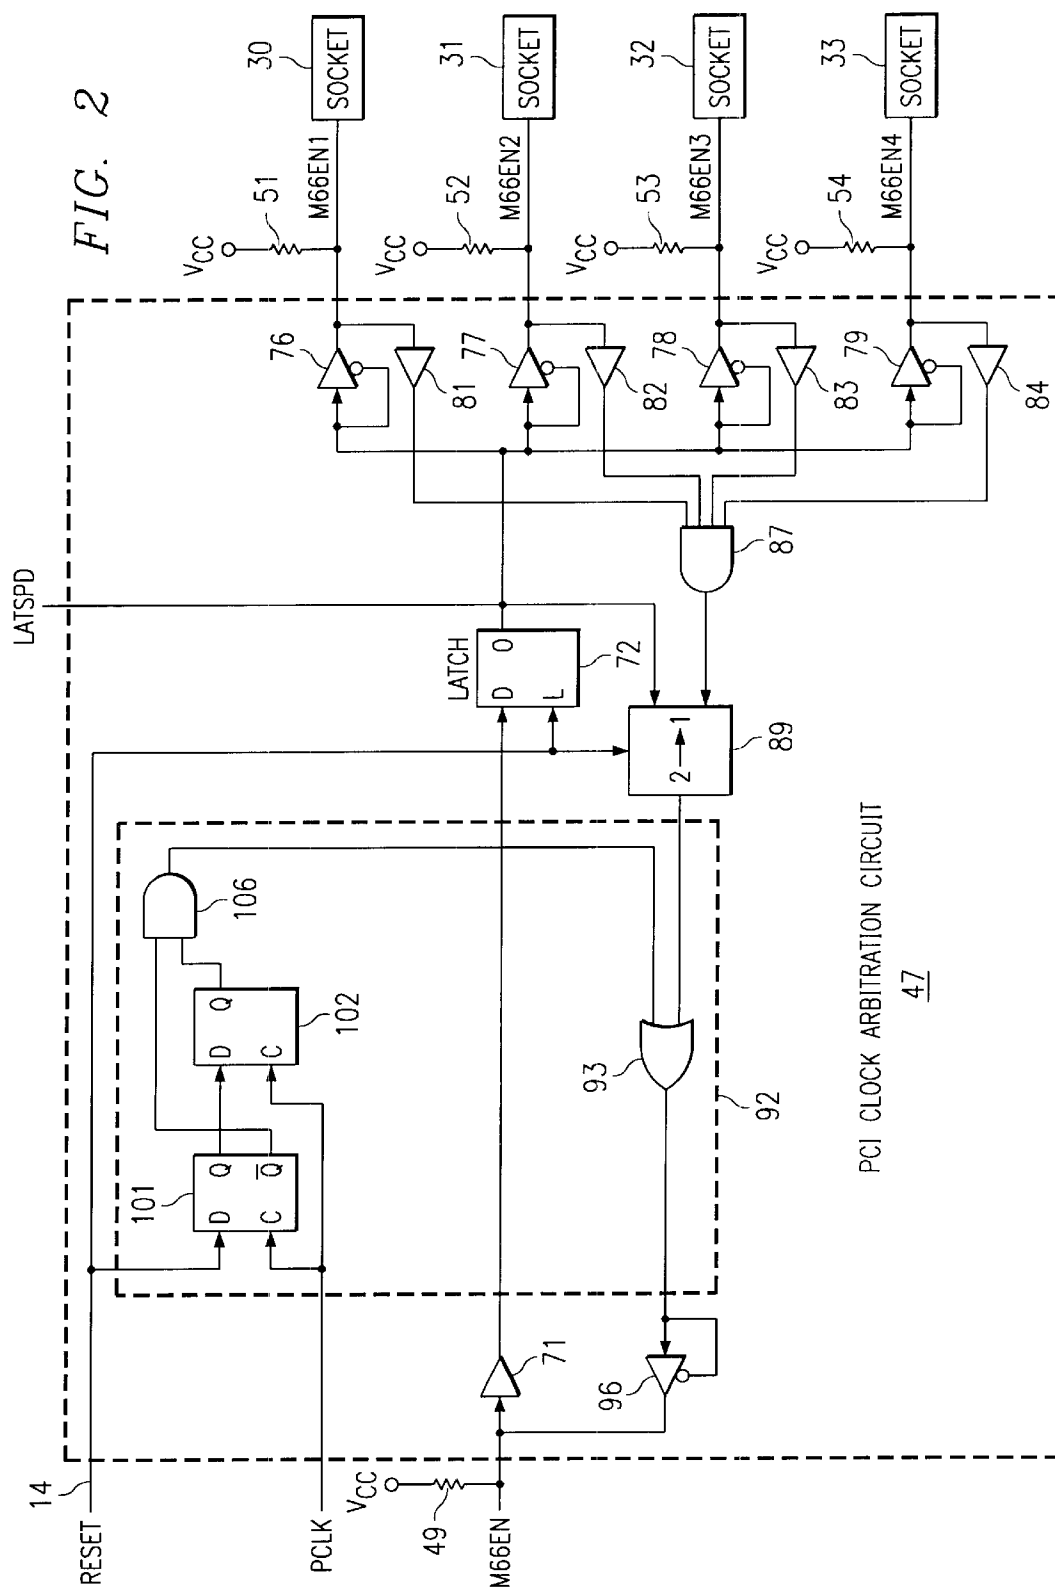 FIG. 2
RESET
14
PCLK
VCC
49
M66EN
71
96
101
D
Q
C
Q̅
102
D
Q
C
106
93
92
LATSPD
LATCH
D
O
L
72
2
1
89
87
76
81
77
82
78
83
79
84
VCC
51
M66EN1
SOCKET
30
VCC
52
M66EN2
SOCKET
31
VCC
53
M66EN3
SOCKET
32
VCC
54
M66EN4
SOCKET
33
PCI CLOCK ARBITRATION CIRCUIT
47